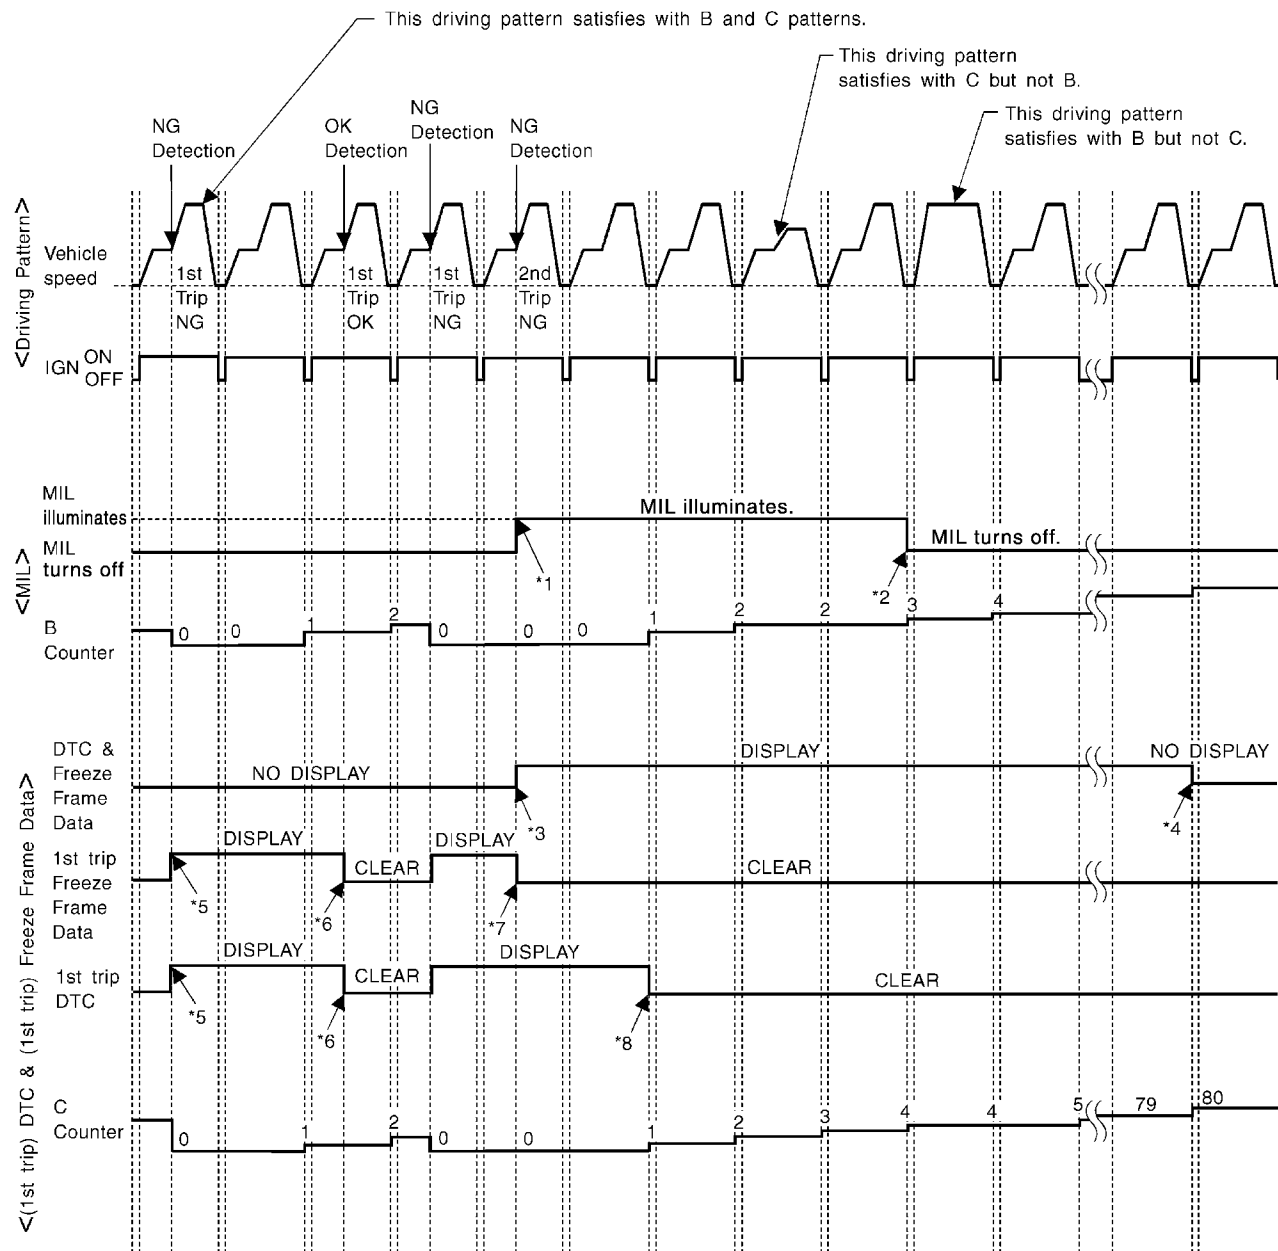 This driving pattern satisfies with B and C patterns.
This driving pattern
satisfies with C but not B.
This driving pattern
satisfies with B but not C.
NG
Detection
OK
Detection
NG
Detection
NG
Detection
<Driving Pattern>
Vehicle
speed
1st
Trip
NG
1st
Trip
OK
1st
Trip
NG
2nd
Trip
NG
IGN ON
OFF
<MIL>
MIL
illuminates
MIL illuminates.
MIL
turns off
MIL turns off.
*1
*2
B
Counter
0 0 1 2 0 0 0 1 2 2 3 4
<(1st trip) DTC & (1st trip) Freeze Frame Data>
DTC &
Freeze
Frame
Data
NO DISPLAY
DISPLAY
NO DISPLAY
*3
*4
1st trip
Freeze
Frame
Data
DISPLAY
CLEAR
DISPLAY
CLEAR
*5
*6
*7
1st trip
DTC
DISPLAY
CLEAR
DISPLAY
CLEAR
*5
*6
*8
C
Counter
0 1 2 0 0 1 2 3 4 4 5 79 80